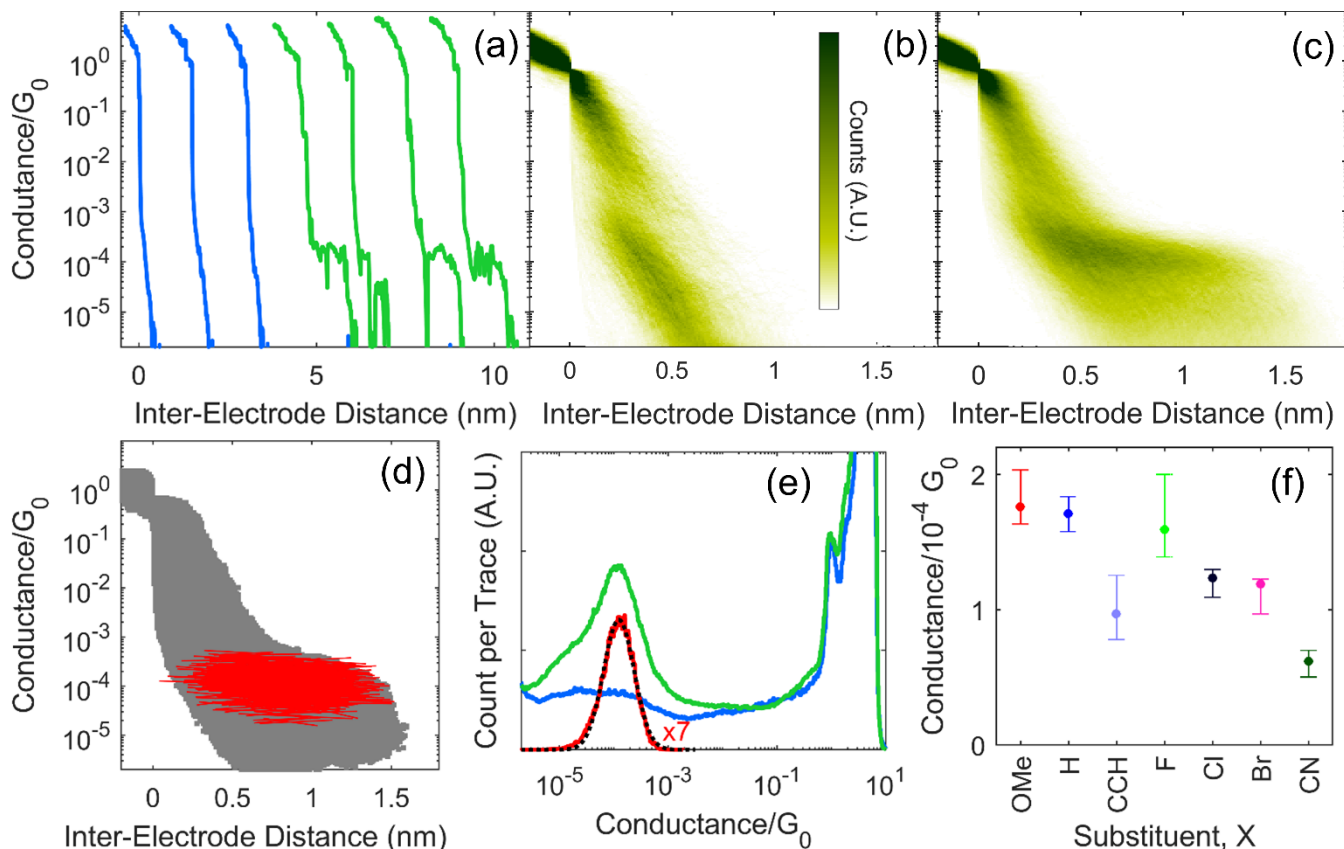 (a)
Condutance/G0
10^0
10^-1
10^-2
10^-3
10^-4
10^-5
0
5
10
Inter-Electrode Distance (nm)
(b)
Counts (A.U.)
0
0.5
1
1.5
Inter-Electrode Distance (nm)
(c)
0
0.5
1
1.5
Inter-Electrode Distance (nm)
(d)
Conductance/G0
10^0
10^-1
10^-2
10^-3
10^-4
10^-5
0
0.5
1
1.5
Inter-Electrode Distance (nm)
(e)
Count per Trace (A.U.)
x7
10^-5
10^-3
10^-1
10^1
Conductance/G0
(f)
Conductance/10^-4 G0
2
1
0
OMe
H
CCH
F
Cl
Br
CN
Substituent, X